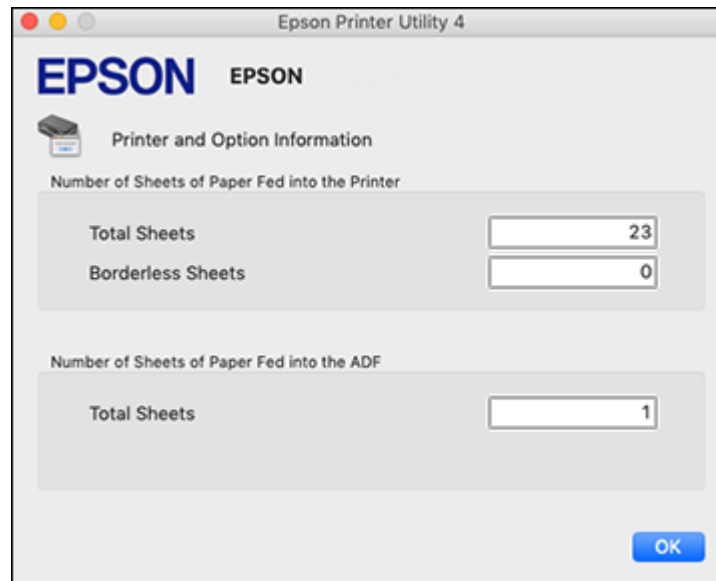 Epson Printer Utility 4
EPSON EPSON
Printer and Option Information
Number of Sheets of Paper Fed into the Printer
Total Sheets 23
Borderless Sheets 0
Number of Sheets of Paper Fed into the ADF
Total Sheets 1
OK